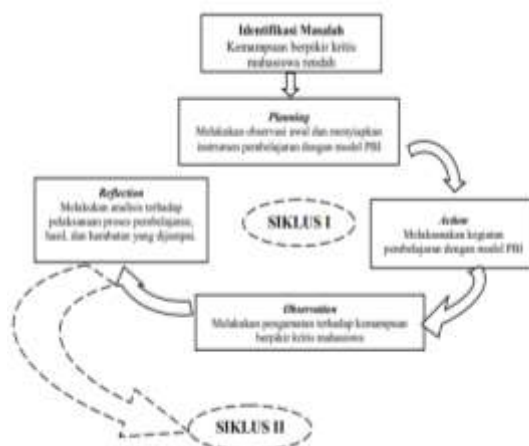 Identifikasi Masalah
Kemampuan berpikir kritis
mahasiswa rendah
Planning
Melakukan observasi awal dan menyiapkan
instrumen pembelajaran dengan model PBI
Reflection
Melakukan analisis terhadap
pelaksanaan proses pembelajaran,
hasil, dan hambatan yang dijumpai.
SIKLUS I
Action
Melaksanakan kegiatan
pembelajaran dengan model PBI
Observation
Melakukan pengamatan terhadap kemampuan
berpikir kritis mahasiswa
SIKLUS II